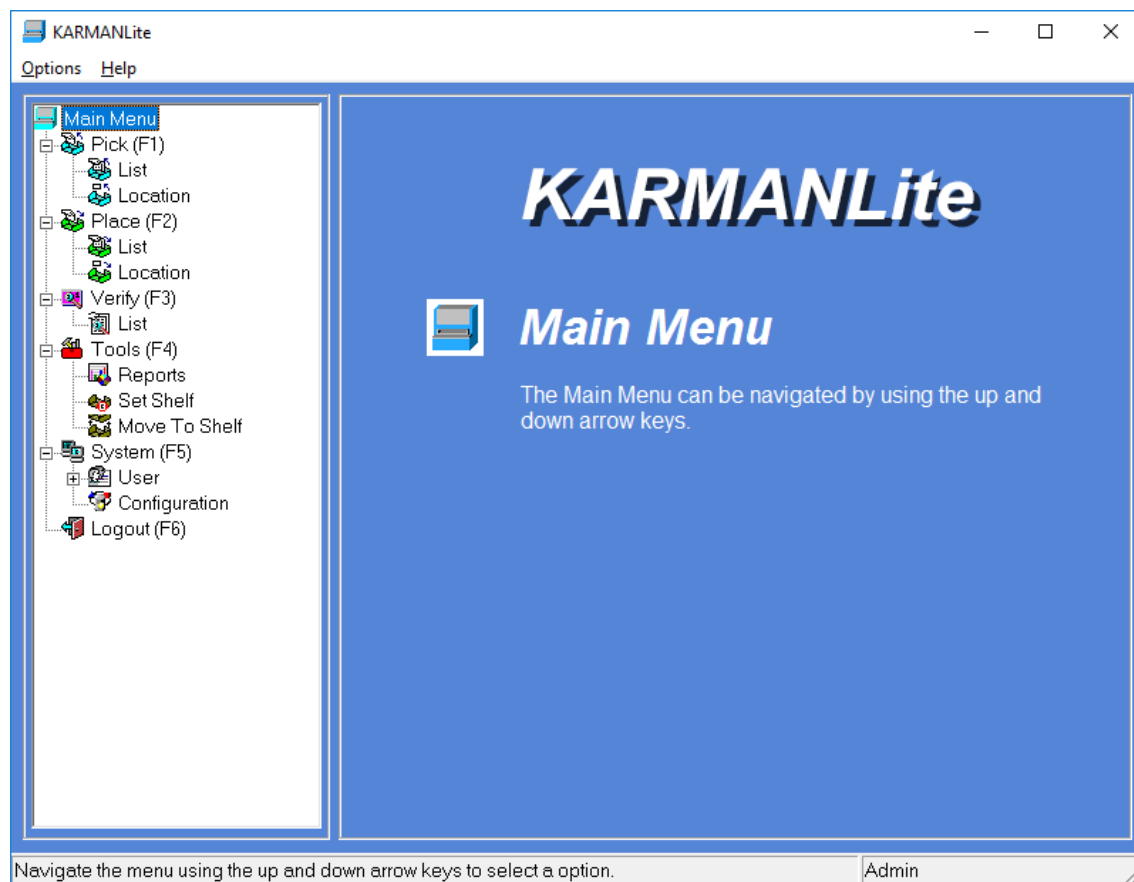 KARMANLite
Options Help
Main Menu
Pick (F1)
List
Location
Place (F2)
List
Location
Verify (F3)
List
Tools (F4)
Reports
Set Shelf
Move To Shelf
System (F5)
User
Configuration
Logout (F6)
KARMANLite
Main Menu
The Main Menu can be navigated by using the up and
down arrow keys.
Navigate the menu using the up and down arrow keys to select a option.
Admin